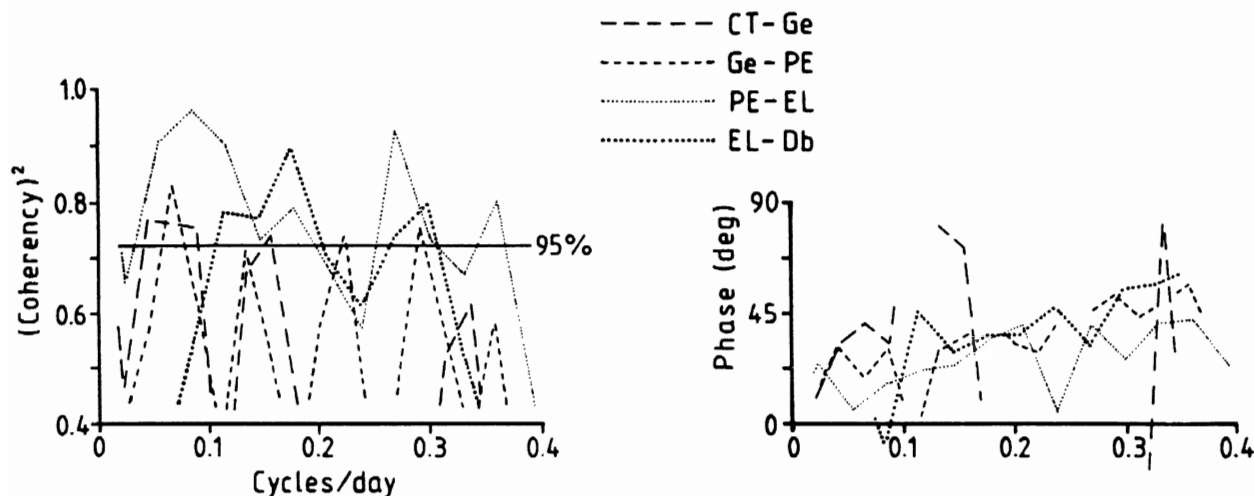 CT-Ge
Ge-PE
PE-EL
EL-Db
(Coherency)²
1.0
0.8
0.6
0.4
95%
0
0.1
0.2
0.3
0.4
Cycles/day
Phase (deg)
90
45
0
0
0.1
0.2
0.3
0.4